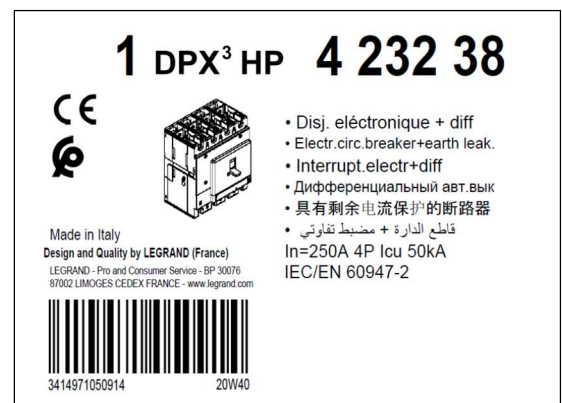 1 DPX³ HP 4 232 38
CE
• Disj. eléctronique + diff
• Electr.circ.breaker+earth leak.
• Interrupt.electr+diff
• Дифференциальный авт.вык
• 具有剩余电流保护的断路器
• قاطع الدارة + مضبط تفاوتي
In=250A 4P Icu 50kA
IEC/EN 60947-2
Made in Italy
Design and Quality by LEGRAND (France)
LEGRAND - Pro and Consumer Service - BP 30076
87002 LIMOGES CEDEX FRANCE - www.legrand.com
3414971050914 20W40